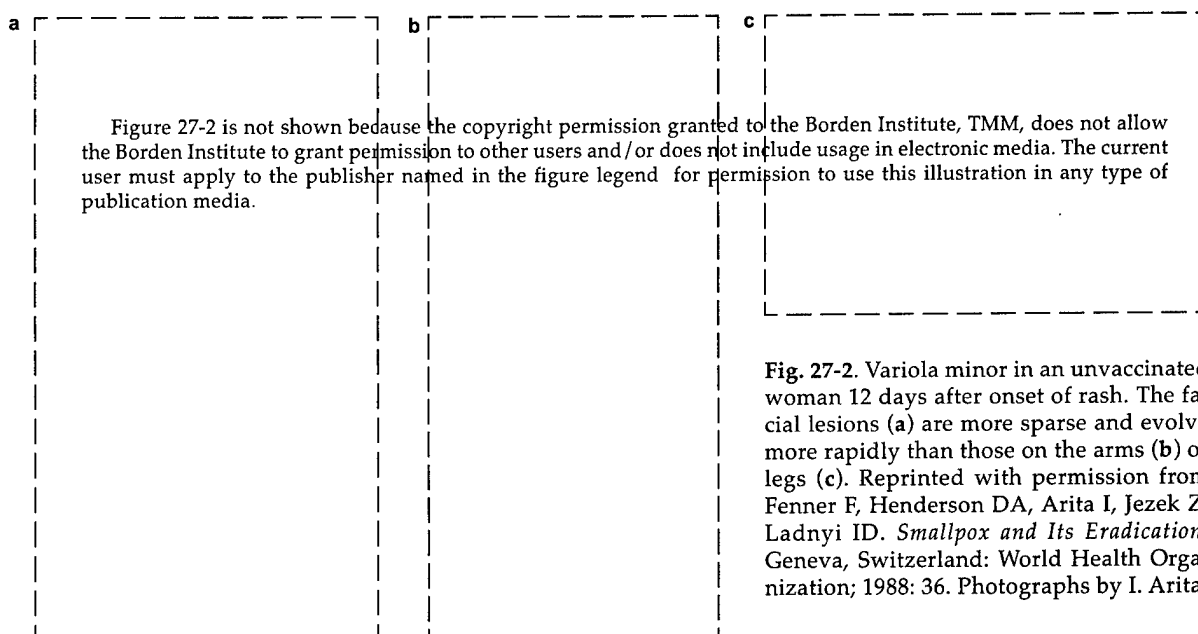 a
b
c
Figure 27-2 is not shown because the copyright permission granted to the Borden Institute, TMM, does not allow
the Borden Institute to grant permission to other users and/or does not include usage in electronic media. The current
user must apply to the publisher named in the figure legend for permission to use this illustration in any type of
publication media.
Fig. 27-2. Variola minor in an unvaccinated
woman 12 days after onset of rash. The fa-
cial lesions (a) are more sparse and evolv
more rapidly than those on the arms (b) o
legs (c). Reprinted with permission from
Fenner F, Henderson DA, Arita I, Jezek Z
Ladnyi ID. Smallpox and Its Eradication
Geneva, Switzerland: World Health Orga
nization; 1988: 36. Photographs by I. Arita